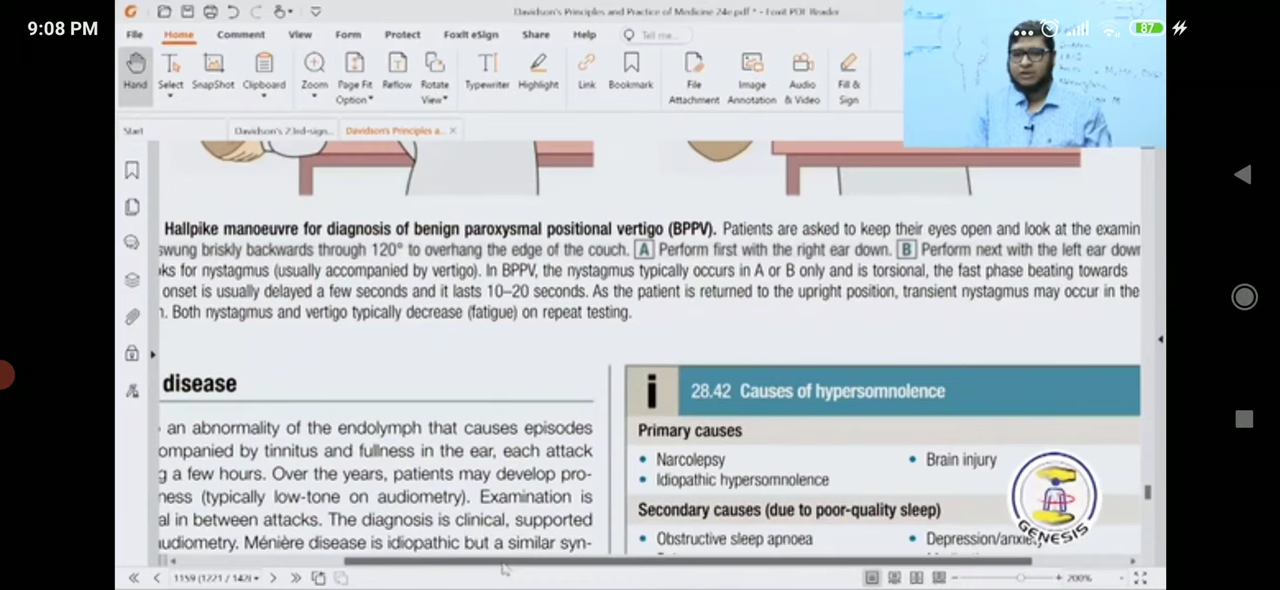 9:08 PM
87
Davidson's Principles and Practice of Medicine 24e.pdf * - Foxit PDF Reader
File Home Comment View Form Protect Foxit eSign Share Help Tell me...
Hand Select SnapShot Clipboard Zoom Page Fit Option Reflow Rotate View Typewriter Highlight Link Bookmark File Attachment Image Annotation Audio & Video Fill & Sign
Start Davidson's 23ed-sign... Davidson's Principles a...
Hallpike manoeuvre for diagnosis of benign paroxysmal positional vertigo (BPPV). Patients are asked to keep their eyes open and look at the examin
swung briskly backwards through 120° to overhang the edge of the couch. A Perform first with the right ear down. B Perform next with the left ear dow
ks for nystagmus (usually accompanied by vertigo). In BPPV, the nystagmus typically occurs in A or B only and is torsional, the fast phase beating towards
onset is usually delayed a few seconds and it lasts 10–20 seconds. As the patient is returned to the upright position, transient nystagmus may occur in the
. Both nystagmus and vertigo typically decrease (fatigue) on repeat testing.
disease
an abnormality of the endolymph that causes episodes
ompanied by tinnitus and fullness in the ear, each attack
g a few hours. Over the years, patients may develop pro-
ness (typically low-tone on audiometry). Examination is
al in between attacks. The diagnosis is clinical, supported
udiometry. Ménière disease is idiopathic but a similar syn-
i 28.42 Causes of hypersomnolence
Primary causes
• Narcolepsy • Brain injury
• Idiopathic hypersomnolence
Secondary causes (due to poor-quality sleep)
• Obstructive sleep apnoea • Depression/anxiety
GENESIS
1159 (1221 / 142 200%